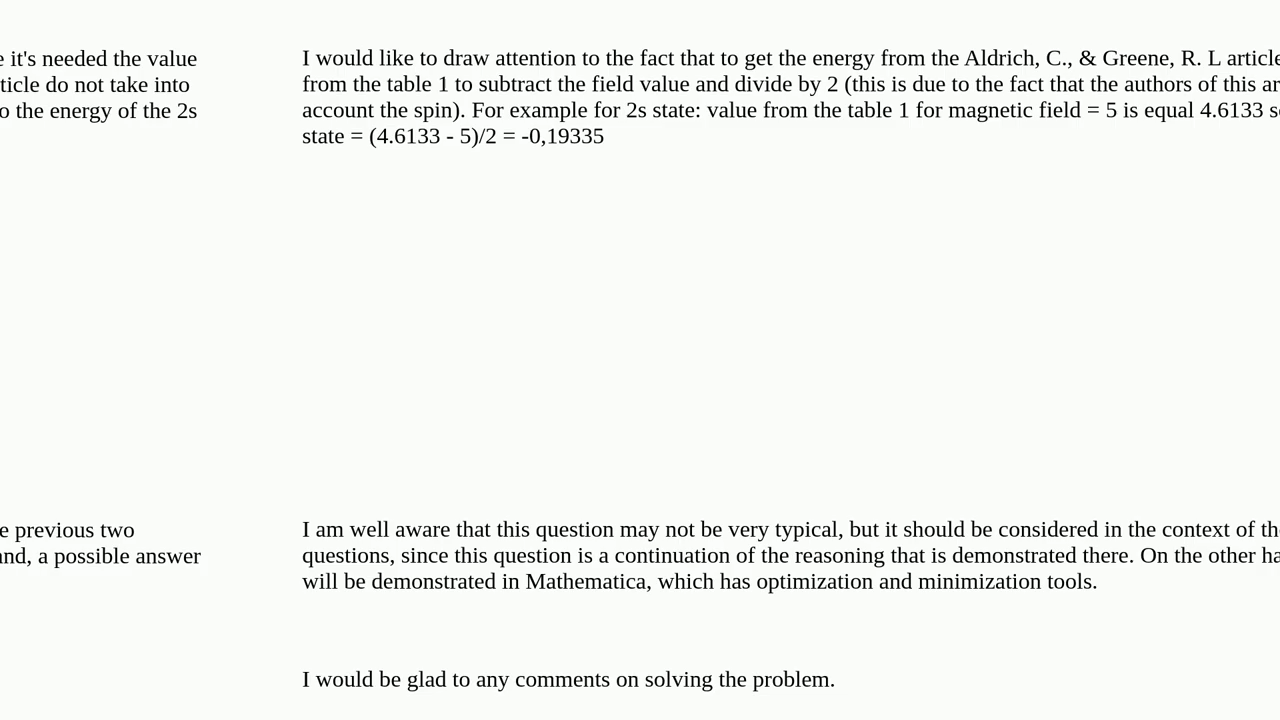 it's needed the value
do not take into
the energy of the 2s
I would like to draw attention to the fact that to get the energy from the Aldrich, C., & Greene, R. L article
from the table 1 to subtract the field value and divide by 2 (this is due to the fact that the authors of this
account the spin). For example for 2s state: value from the table 1 for magnetic field = 5 is equal 4.6133
state = (4.6133 - 5)/2 = -0,19335
previous two
a possible answer
I am well aware that this question may not be very typical, but it should be considered in the context of
questions, since this question is a continuation of the reasoning that is demonstrated there. On the other
will be demonstrated in Mathematica, which has optimization and minimization tools.
I would be glad to any comments on solving the problem.